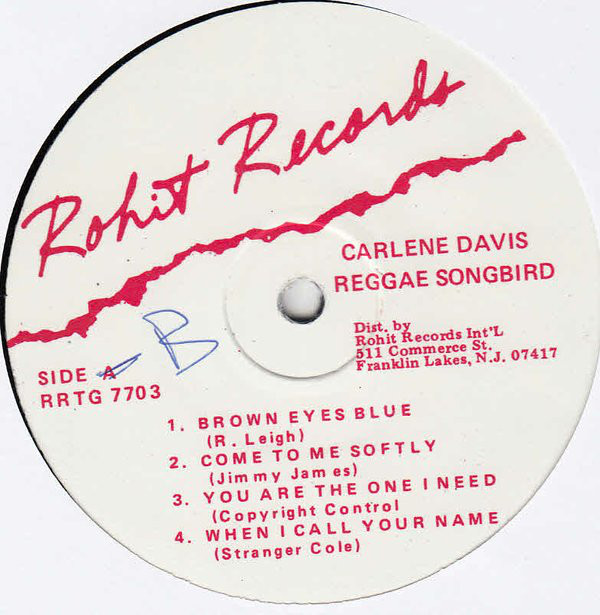 Rohit Records
CARLENE DAVIS
REGGAE SONGBIRD
Dist. by
Rohit Records Int'L
511 Commerce St.
Franklin Lakes, N.J. 07417
SIDE A B
RRTG 7703
1. BROWN EYES BLUE
(R. Leigh)
2. COME TO ME SOFTLY
(Jimmy James)
3. YOU ARE THE ONE I NEED
(Copyright Control
4. WHEN I CALL YOUR NAME
(Stranger Cole)